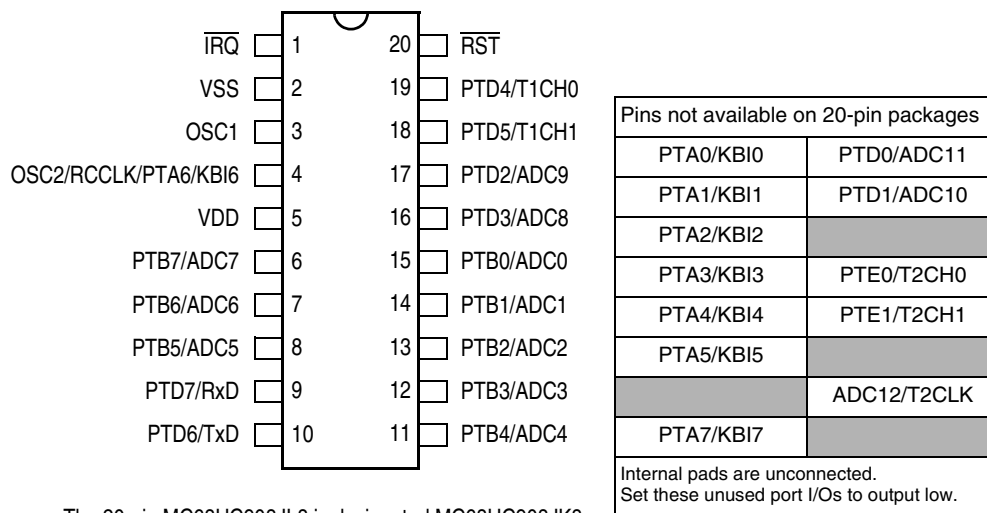 IRQ 1 20 RST
VSS 2 19 PTD4/T1CH0
OSC1 3 18 PTD5/T1CH1
OSC2/RCCLK/PTA6/KBI6 4 17 PTD2/ADC9
VDD 5 16 PTD3/ADC8
PTB7/ADC7 6 15 PTB0/ADC0
PTB6/ADC6 7 14 PTB1/ADC1
PTB5/ADC5 8 13 PTB2/ADC2
PTD7/RxD 9 12 PTB3/ADC3
PTD6/TxD 10 11 PTB4/ADC4
Pins not available on 20-pin packages
PTA0/KBI0 PTD0/ADC11
PTA1/KBI1 PTD1/ADC10
PTA2/KBI2
PTA3/KBI3 PTE0/T2CH0
PTA4/KBI4 PTE1/T2CH1
PTA5/KBI5
ADC12/T2CLK
PTA7/KBI7
Internal pads are unconnected.
Set these unused port I/Os to output low.